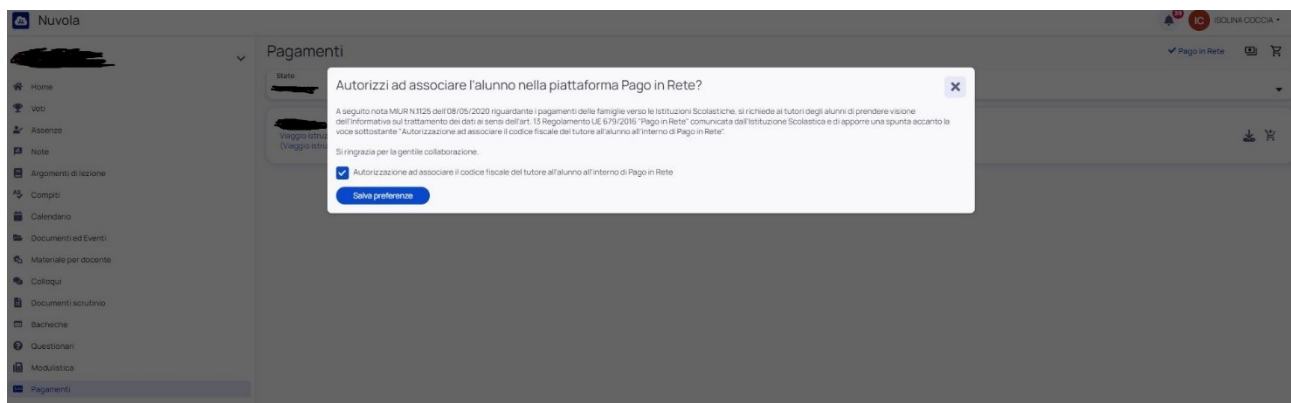 Nuvola
39
IC
ISOLINA COCCIA
Pagamenti
Pago in Rete
Stato
Home
Voti
Assenze
Note
Argomenti di lezione
Compiti
Calendario
Documenti ed Eventi
Materiale per docente
Colloqui
Documenti scrutinio
Bacheche
Questionari
Modulistica
Pagamenti
Viaggio istruz
(Viaggio istru
Autorizzi ad associare l'alunno nella piattaforma Pago in Rete?
A seguito nota MIUR N.1125 dell'08/05/2020 riguardante i pagamenti delle famiglie verso le Istituzioni Scolastiche, si richiede ai tutori degli alunni di prendere visione
dell'Informativa sul trattamento dei dati ai sensi dell'art. 13 Regolamento UE 679/2016 "Pago in Rete" comunicata dall'Istituzione Scolastica e di apporre una spunta accanto la
voce sottostante "Autorizzazione ad associare il codice fiscale del tutore all'alunno all'interno di Pago in Rete".
Si ringrazia per la gentile collaborazione.
Autorizzazione ad associare il codice fiscale del tutore all'alunno all'interno di Pago in Rete
Salva preferenze